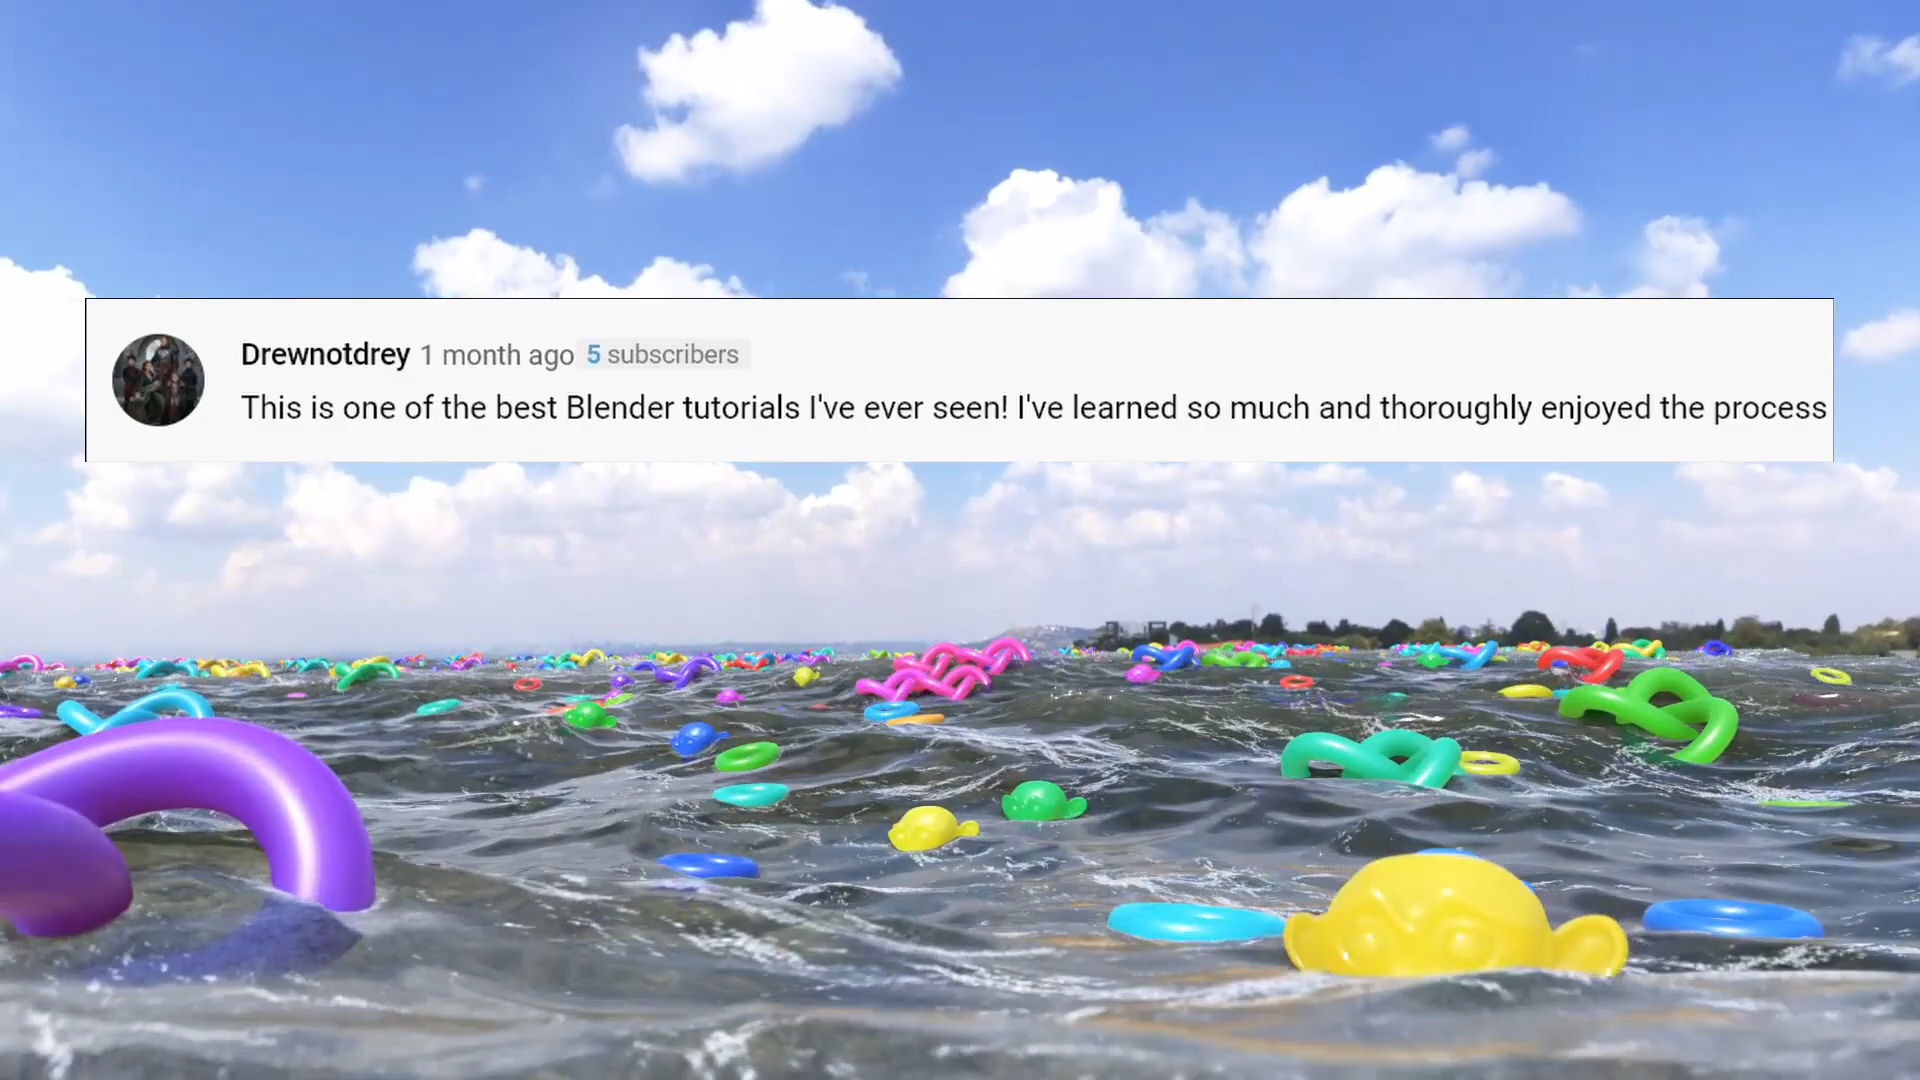 Drewnotdrey 1 month ago 5 subscribers
This is one of the best Blender tutorials I've ever seen! I've learned so much and thoroughly enjoyed the process